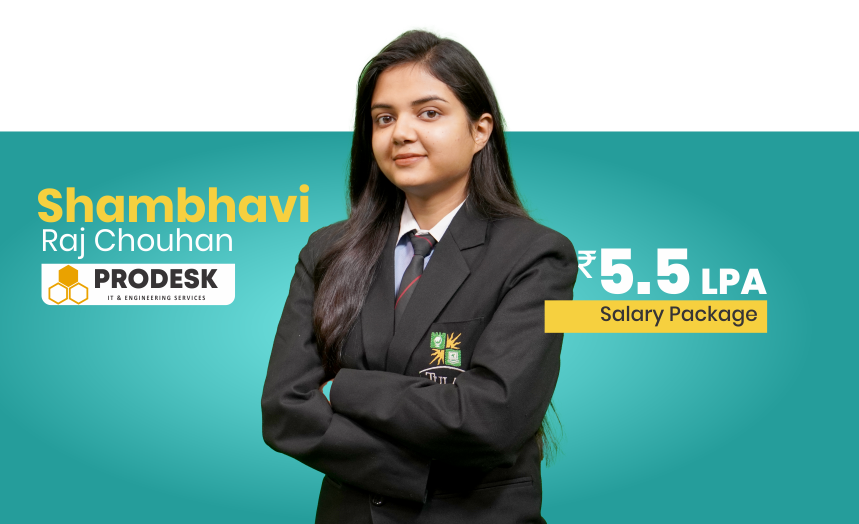 Shambhavi
Raj Chouhan
PRODESK
IT & ENGINEERING SERVICES
₹5.5 LPA
Salary Package